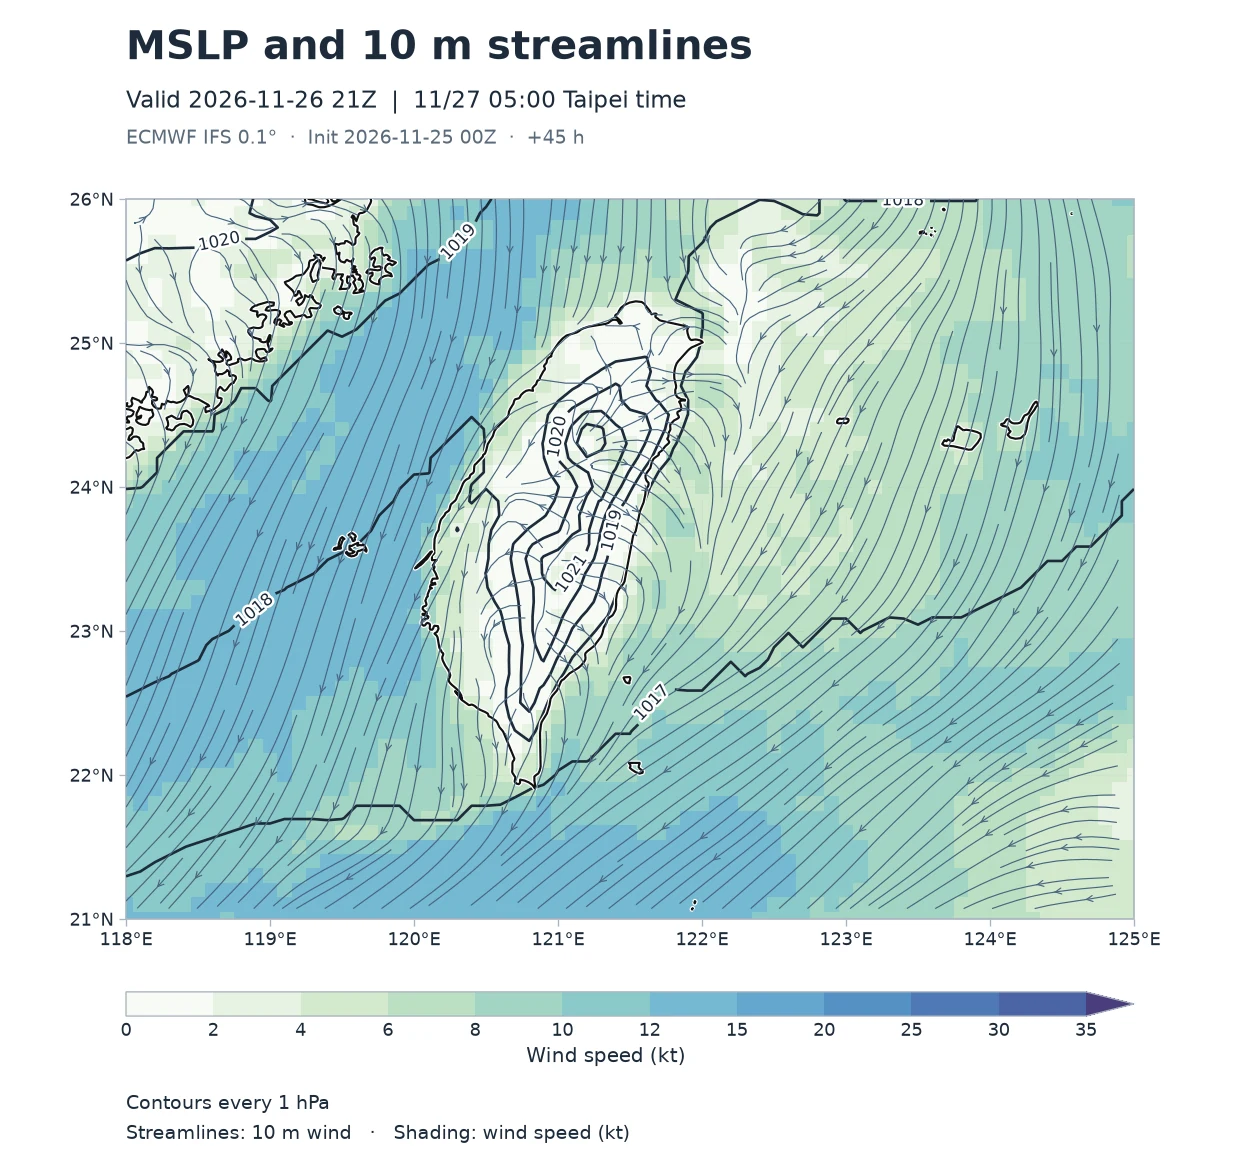 MSLP and 10 m streamlines
Valid 2026-11-26 21Z | 11/27 05:00 Taipei time
ECMWF IFS 0.1° · Init 2026-11-25 00Z · +45 h
26°N
1018
1020
1019
25°N
1020
24°N
1019
1021
1018
23°N
1017
22°N
21°N
118°E 119°E 120°E 121°E 122°E 123°E 124°E 125°E
0 2 4 6 8 10 12 15 20 25 30 35
Wind speed (kt)
Contours every 1 hPa
Streamlines: 10 m wind · Shading: wind speed (kt)